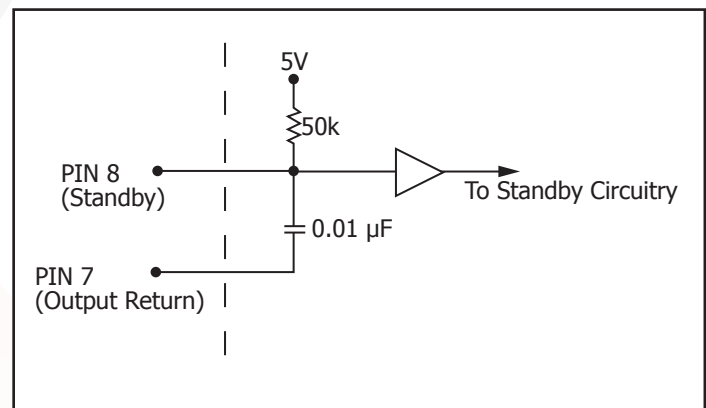 5V
50k
PIN 8
(Standby)
To Standby Circuitry
0.01 µF
PIN 7
(Output Return)